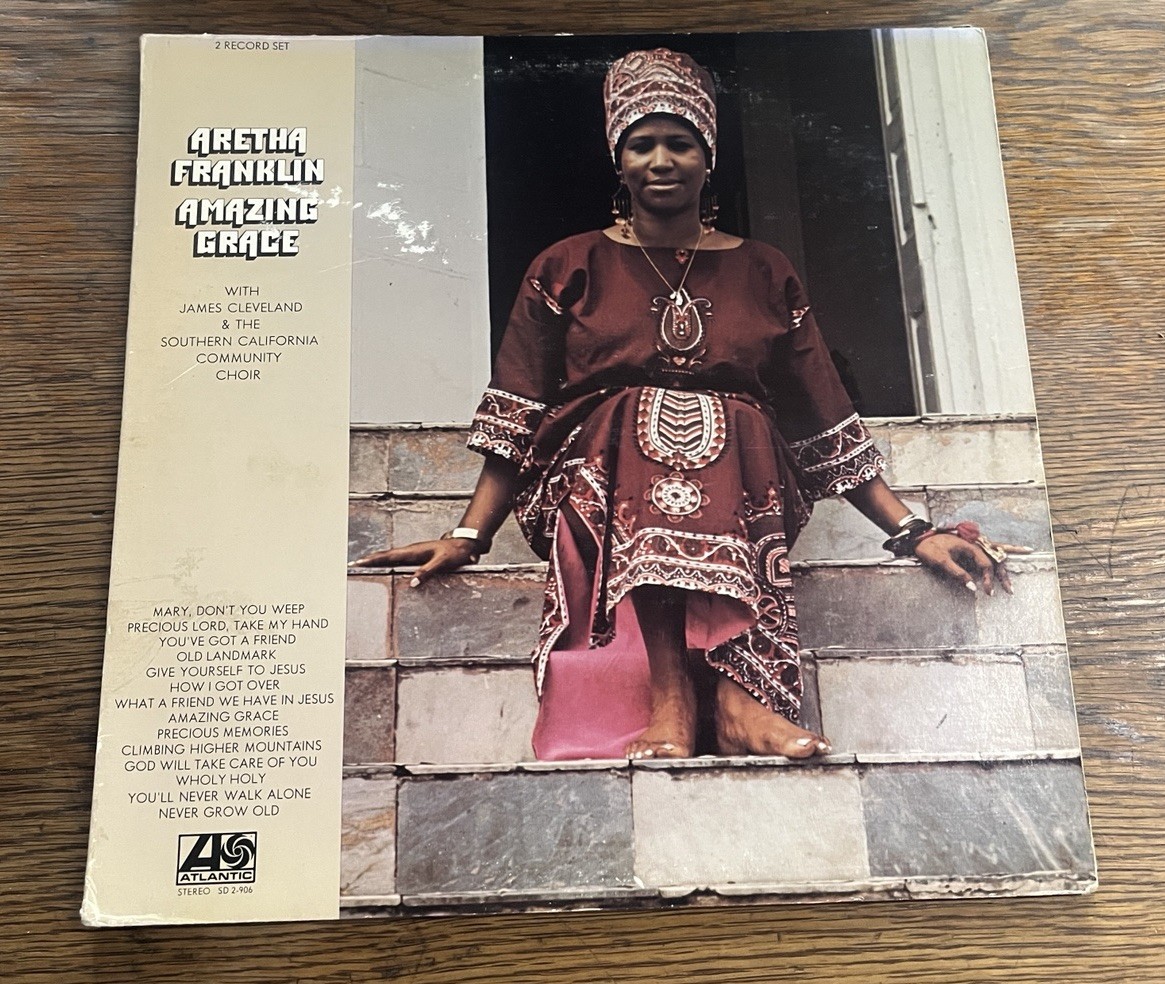 2 RECORD SET
ARETHA
FRANKLIN
AMAZING
GRACE
WITH
JAMES CLEVELAND
& THE
SOUTHERN CALIFORNIA
COMMUNITY
CHOIR
MARY, DON'T YOU WEEP
PRECIOUS LORD, TAKE MY HAND
YOU'VE GOT A FRIEND
OLD LANDMARK
GIVE YOURSELF TO JESUS
HOW I GOT OVER
WHAT A FRIEND WE HAVE IN JESUS
AMAZING GRACE
PRECIOUS MEMORIES
CLIMBING HIGHER MOUNTAINS
GOD WILL TAKE CARE OF YOU
WHOLY HOLY
YOU'LL NEVER WALK ALONE
NEVER GROW OLD
A
ATLANTIC
STEREO SD 2-906